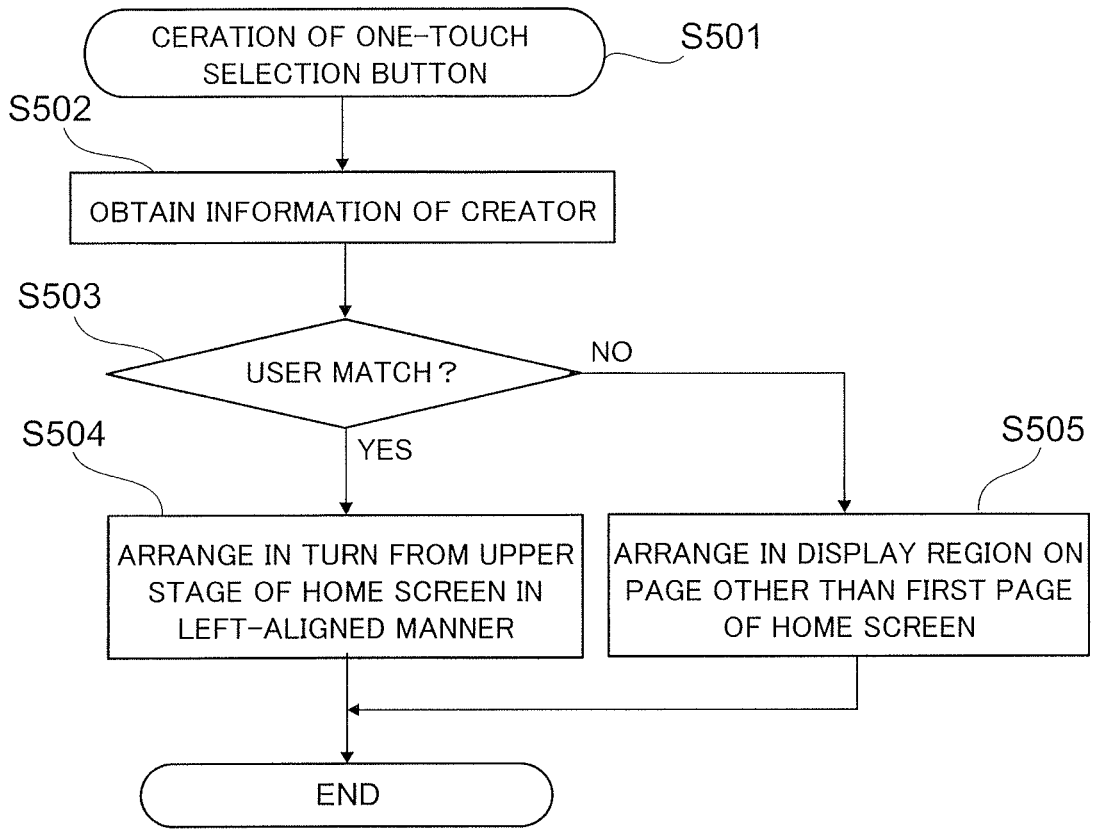 CERATION OF ONE-TOUCH
SELECTION BUTTON
S501
S502
OBTAIN INFORMATION OF CREATOR
S503
USER MATCH?
NO
YES
S504
ARRANGE IN TURN FROM UPPER
STAGE OF HOME SCREEN IN
LEFT-ALIGNED MANNER
S505
ARRANGE IN DISPLAY REGION ON
PAGE OTHER THAN FIRST PAGE
OF HOME SCREEN
END